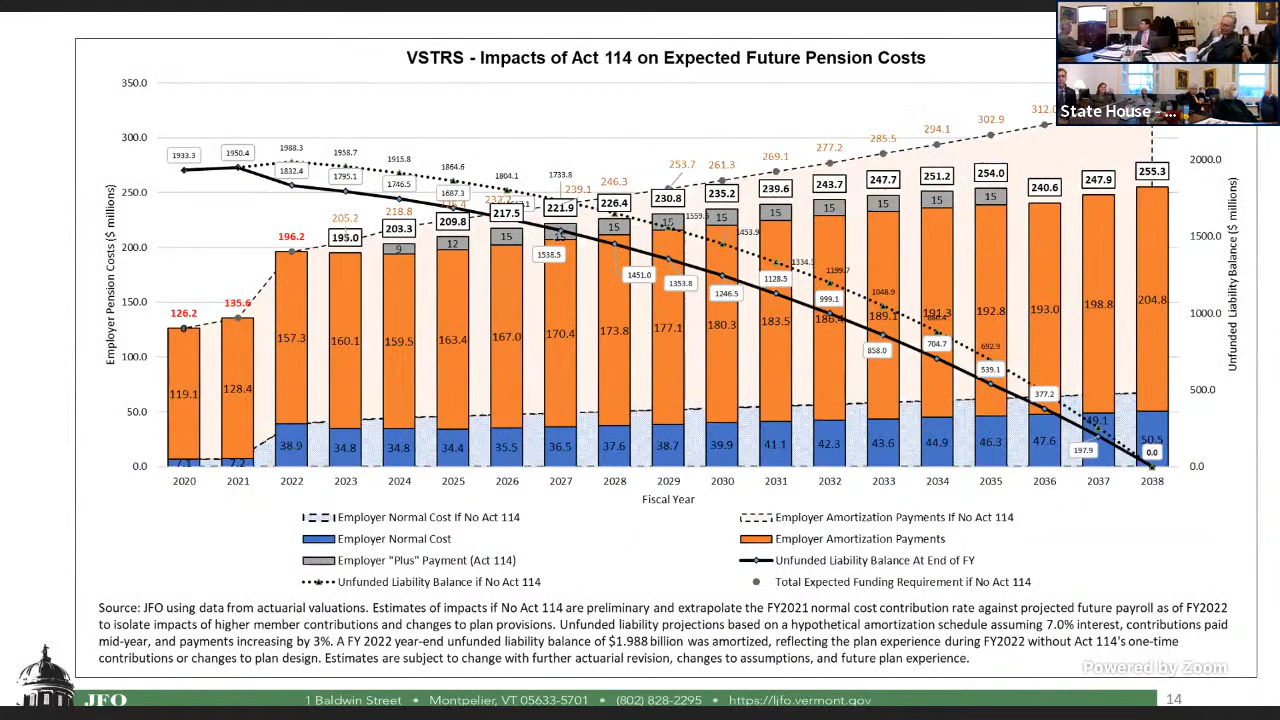 VSTRS - Impacts of Act 114 on Expected Future Pension Costs
State House - ...
Employer Pension Costs ($ millions)
350.0
300.0
250.0
200.0
150.0
100.0
50.0
0.0
Unfunded Liability Balance ($ millions)
2000.0
1500.0
1000.0
500.0
0.0
302.9
294.1
285.5
277.2
269.1
261.3
253.7
246.3
239.1
218.8
205.2
196.2
135.6
126.2
1933.3 1950.4 1988.3 1958.7 1915.8 1864.6 1804.1 1733.8
1832.4 1795.1 1746.5 1687.3
1453.9 1334.3 1199.7 1048.9 692.9
195.0 203.3 209.8 217.5 221.9 226.4 230.8 235.2 239.6 243.7 247.7 251.2 254.0 240.6 247.9 255.3
9 12 15 15 15 15 15 15 15 15 15 15
1538.5 1451.0 1353.8 1246.5 1128.5 999.1 858.0 704.7 539.1 377.2 197.9 0.0
119.1 128.4 157.3 160.1 159.5 163.4 167.0 170.4 173.8 177.1 180.3 183.5 186.4 189.1 191.3 192.8 193.0 198.8 204.8
7.1 7.2 38.9 34.8 34.8 34.4 35.5 36.5 37.6 38.7 39.9 41.1 42.3 43.6 44.9 46.3 47.6 49.1 50.5
2020 2021 2022 2023 2024 2025 2026 2027 2028 2029 2030 2031 2032 2033 2034 2035 2036 2037 2038
Fiscal Year
Employer Normal Cost If No Act 114
Employer Amortization Payments If No Act 114
Employer Normal Cost
Employer Amortization Payments
Employer "Plus" Payment (Act 114)
Unfunded Liability Balance At End of FY
Unfunded Liability Balance if No Act 114
Total Expected Funding Requirement if No Act 114
Source: JFO using data from actuarial valuations. Estimates of impacts if No Act 114 are preliminary and extrapolate the FY2021 normal cost contribution rate against projected future payroll as of FY2022
to isolate impacts of higher member contributions and changes to plan provisions. Unfunded liability projections based on a hypothetical amortization schedule assuming 7.0% interest, contributions paid
mid-year, and payments increasing by 3%. A FY 2022 year-end unfunded liability balance of $1.988 billion was amortized, reflecting the plan experience during FY2022 without Act 114's one-time
contributions or changes to plan design. Estimates are subject to change with further actuarial revision, changes to assumptions, and future plan experience.
Powered by Zoom
JFO
1 Baldwin Street • Montpelier, VT 05633-5701 • (802) 828-2295 • https://ljfo.vermont.gov
14